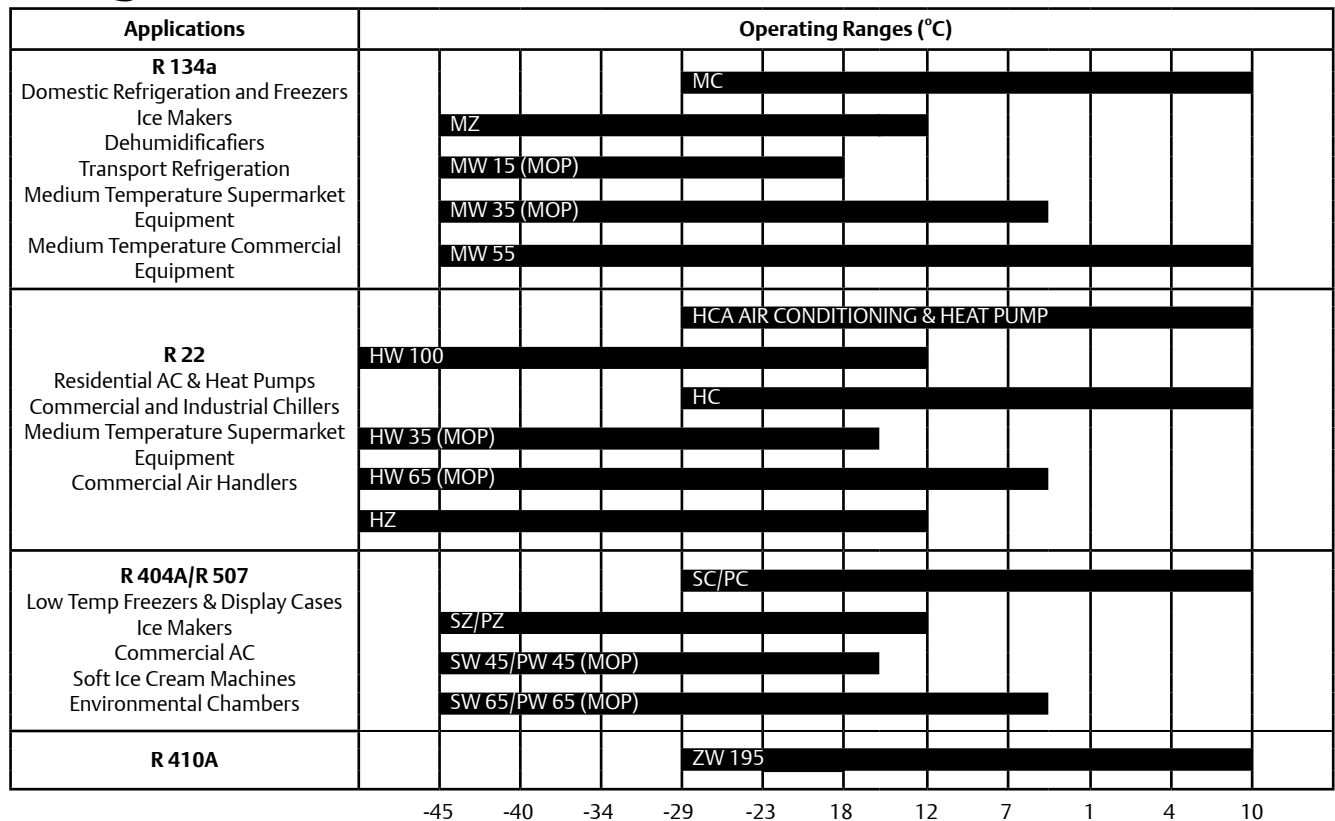 Applications
Operating Ranges (°C)
R 134a
Domestic Refrigeration and Freezers
Ice Makers
Dehumidificafiers
Transport Refrigeration
Medium Temperature Supermarket
Equipment
Medium Temperature Commercial
Equipment
MC
MZ
MW 15 (MOP)
MW 35 (MOP)
MW 55
R 22
Residential AC & Heat Pumps
Commercial and Industrial Chillers
Medium Temperature Supermarket
Equipment
Commercial Air Handlers
HCA AIR CONDITIONING & HEAT PUMP
HW 100
HC
HW 35 (MOP)
HW 65 (MOP)
HZ
R 404A/R 507
Low Temp Freezers & Display Cases
Ice Makers
Commercial AC
Soft Ice Cream Machines
Environmental Chambers
SC/PC
SZ/PZ
SW 45/PW 45 (MOP)
SW 65/PW 65 (MOP)
R 410A
ZW 195
-45 -40 -34 -29 -23 18 12 7 1 4 10